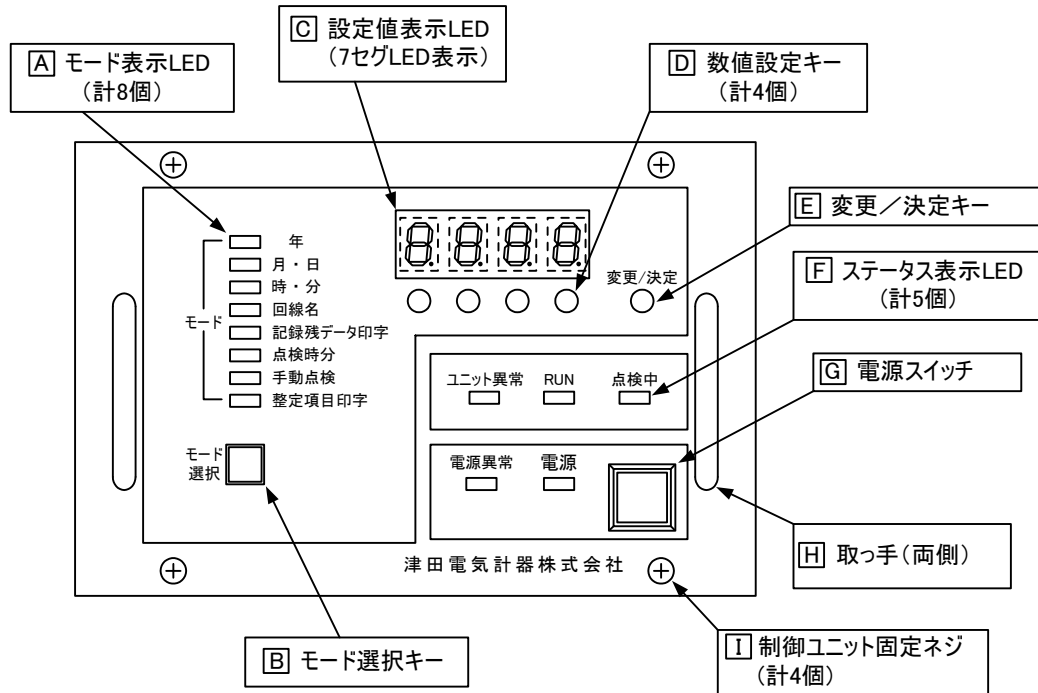 C 設定値表示LED
(7セグLED表示)
A モード表示LED
(計8個)
D 数値設定キー
(計4個)
E 変更／決定キー
F ステータス表示LED
(計5個)
G 電源スイッチ
H 取っ手(両側)
I 制御ユニット固定ネジ
(計4個)
B モード選択キー
モード
年
月・日
時・分
回線名
記録残データ印字
点検時分
手動点検
整定項目印字
モード
選択
8.8.8.8.
変更/決定
ユニット異常 RUN 点検中
電源異常 電源
津田電気計器株式会社